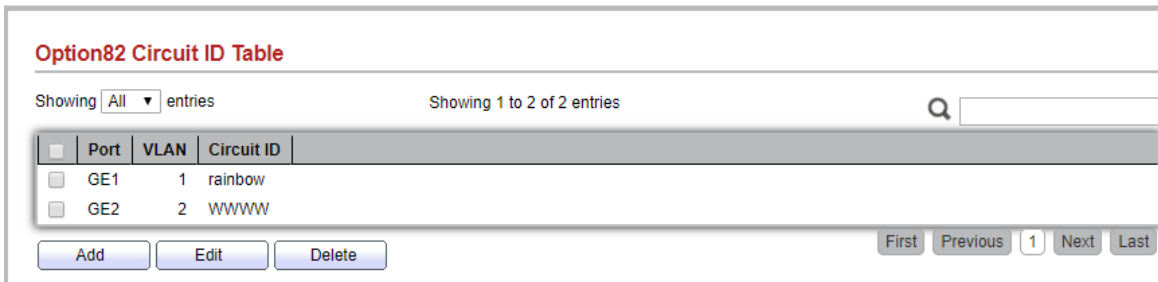 Option82 Circuit ID Table
Showing All entries Showing 1 to 2 of 2 entries
Port VLAN Circuit ID
GE1 1 rainbow
GE2 2 WWWW
Add Edit Delete First Previous 1 Next Last